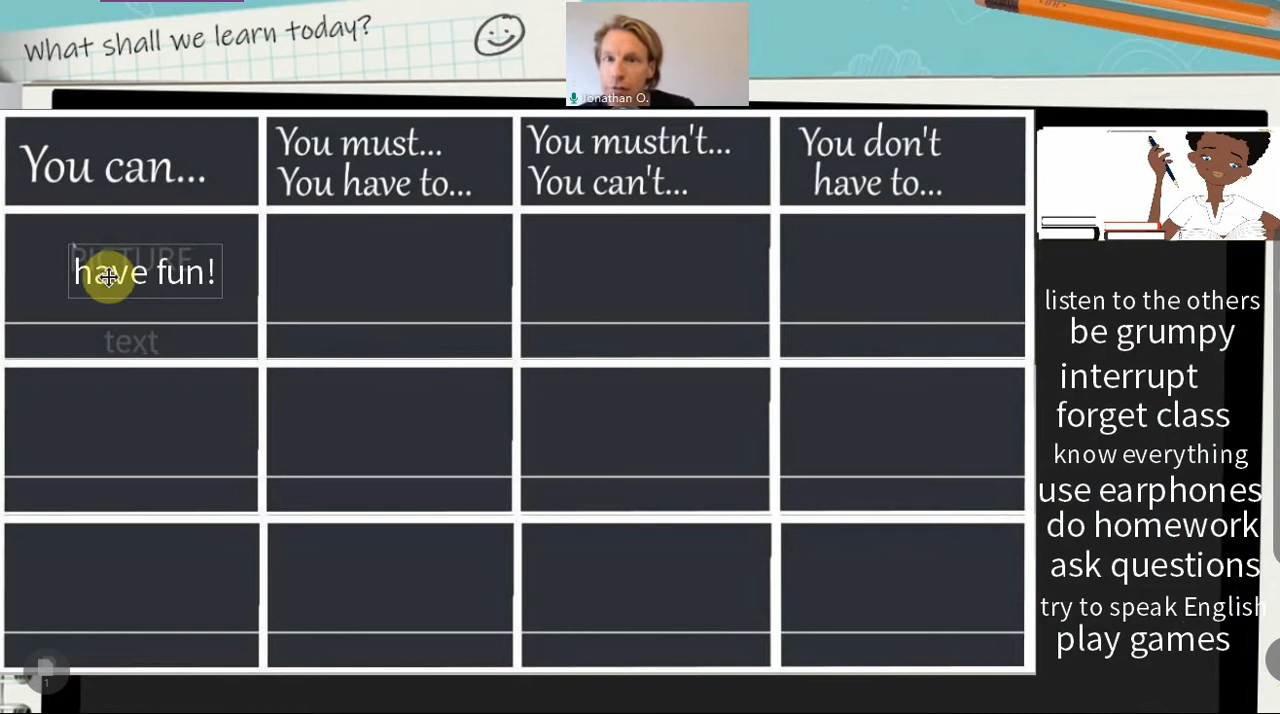 What shall we learn today?
Jonathan O.
You can...
You must...
You have to...
You mustn't...
You can't...
You don't
have to...
PICTURE
have fun!
text
listen to the others
be grumpy
interrupt
forget class
know everything
use earphones
do homework
ask questions
try to speak English
play games
1